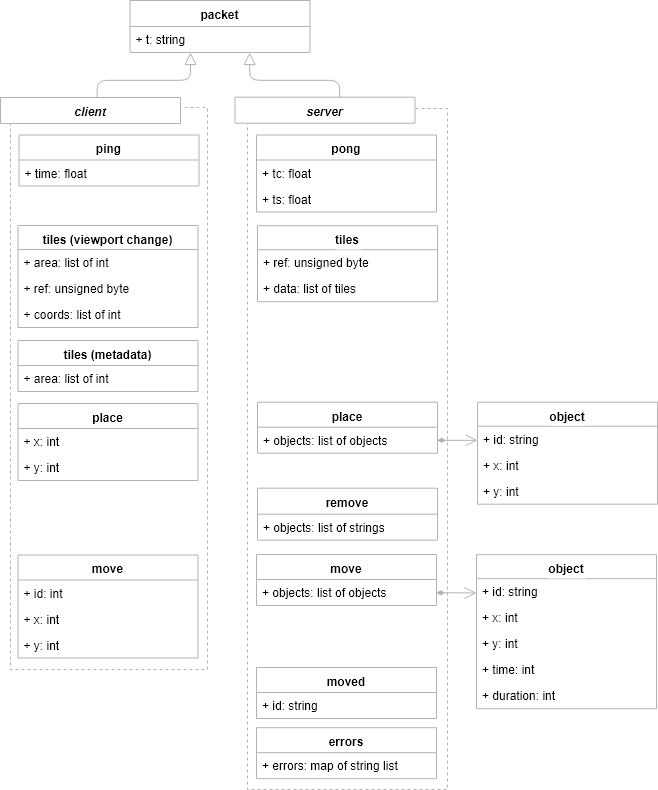 packet
+ t: string
client
ping
+ time: float
tiles (viewport change)
+ area: list of int
+ ref: unsigned byte
+ coords: list of int
tiles (metadata)
+ area: list of int
place
+ x: int
+ y: int
move
+ id: int
+ x: int
+ y: int
server
pong
+ tc: float
+ ts: float
tiles
+ ref: unsigned byte
+ data: list of tiles
place
+ objects: list of objects
remove
+ objects: list of strings
move
+ objects: list of objects
moved
+ id: string
errors
+ errors: map of string list
object
+ id: string
+ x: int
+ y: int
object
+ id: string
+ x: int
+ y: int
+ time: int
+ duration: int